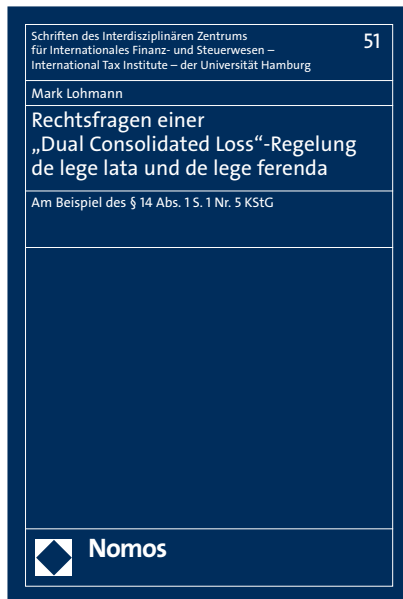 Schriften des Interdisziplinären Zentrums
für Internationales Finanz- und Steuerwesen –
International Tax Institute – der Universität Hamburg
51
Mark Lohmann
Rechtsfragen einer
„Dual Consolidated Loss“-Regelung
de lege lata und de lege ferenda
Am Beispiel des § 14 Abs. 1 S. 1 Nr. 5 KStG
Nomos